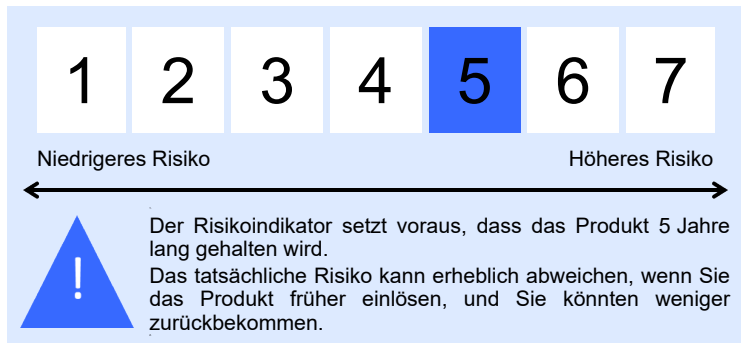 1 2 3 4 5 6 7
Niedrigeres Risiko Höheres Risiko
Der Risikoindikator setzt voraus, dass das Produkt 5 Jahre
lang gehalten wird.
!
Das tatsächliche Risiko kann erheblich abweichen, wenn Sie
das Produkt früher einlösen, und Sie könnten weniger
zurückbekommen.